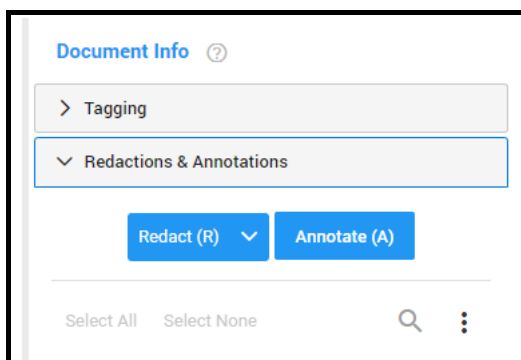 Document Info ?
Tagging
Redactions & Annotations
Redact (R) Annotate (A)
Select All Select None